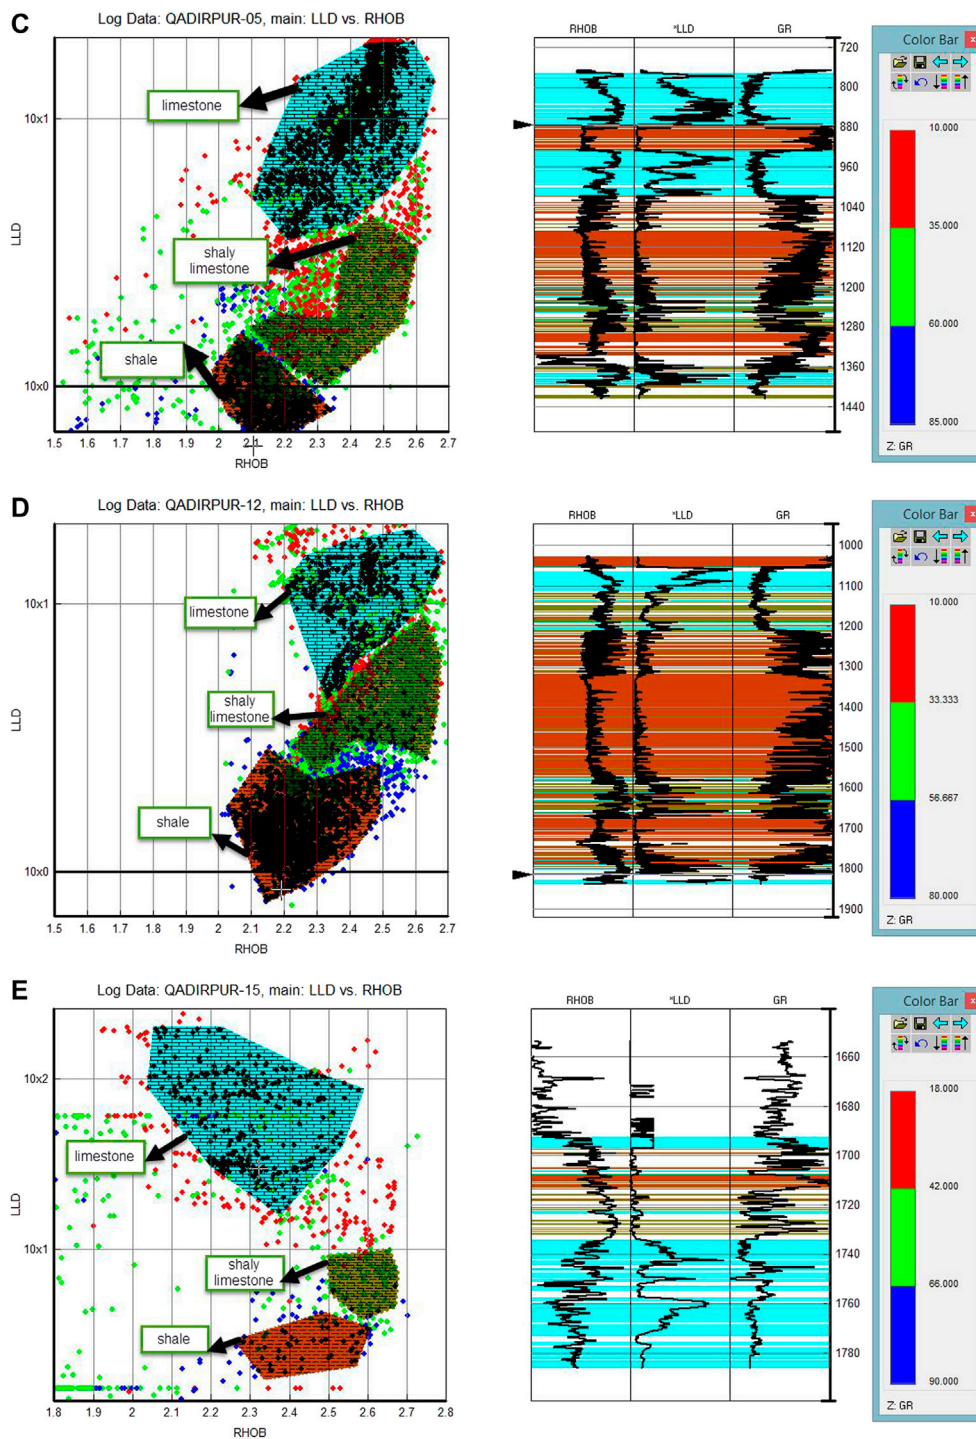 C
Log Data: QADIRPUR-05, main: LLD vs. RHOB
LLD
10x1
10x0
limestone
shaly
limestone
shale
1.5 1.6 1.7 1.8 1.9 2 2.1 2.2 2.3 2.4 2.5 2.6 2.7
RHOB
RHOB *LLD GR
720
800
880
960
1040
1120
1200
1280
1360
1440
Color Bar x
10.000
35.000
60.000
85.000
Z: GR
D
Log Data: QADIRPUR-12, main: LLD vs. RHOB
LLD
10x1
10x0
limestone
shaly
limestone
shale
1.5 1.6 1.7 1.8 1.9 2 2.1 2.2 2.3 2.4 2.5 2.6 2.7
RHOB
RHOB *LLD GR
1000
1100
1200
1300
1400
1500
1600
1700
1800
1900
Color Bar x
10.000
33.333
56.667
80.000
Z: GR
E
Log Data: QADIRPUR-15, main: LLD vs. RHOB
LLD
10x2
10x1
limestone
shaly
limestone
shale
1.8 1.9 2 2.1 2.2 2.3 2.4 2.5 2.6 2.7 2.8
RHOB
RHOB *LLD GR
1660
1680
1700
1720
1740
1760
1780
Color Bar x
18.000
42.000
66.000
90.000
Z: GR